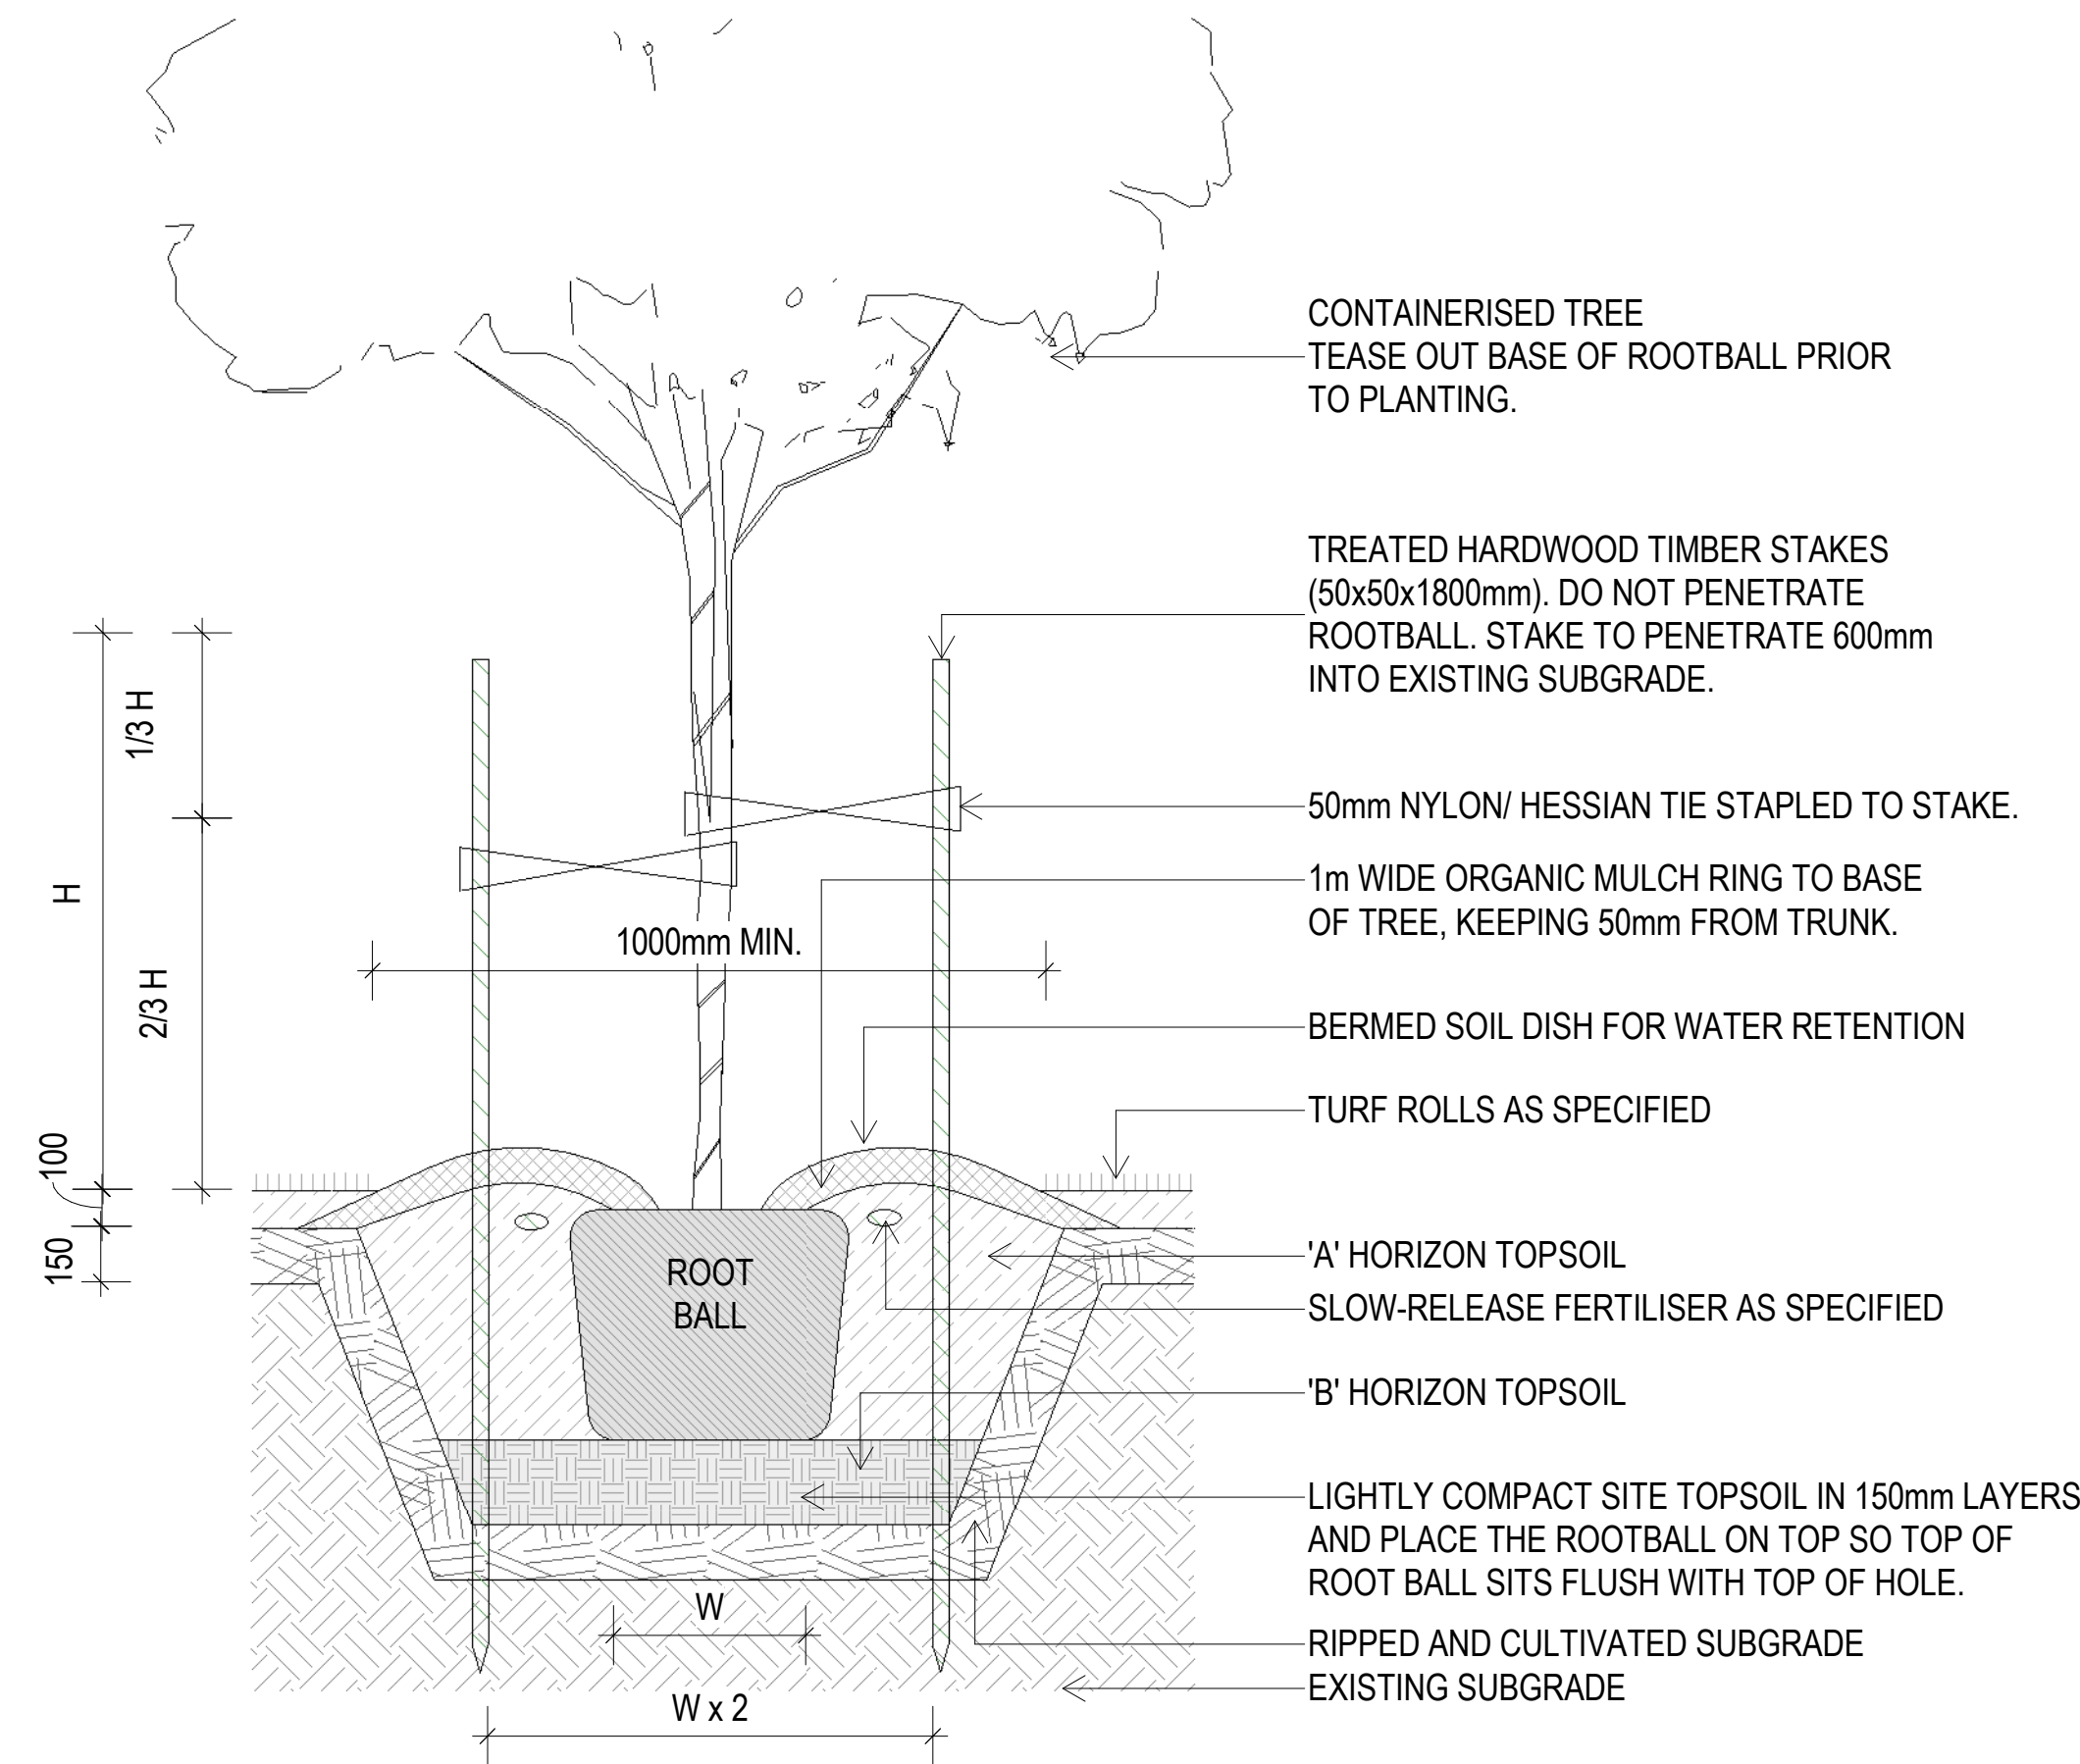 CONTAINERISED TREE
TEASE OUT BASE OF ROOTBALL PRIOR
TO PLANTING.
TREATED HARDWOOD TIMBER STAKES
(50x50x1800mm). DO NOT PENETRATE
ROOTBALL. STAKE TO PENETRATE 600mm
INTO EXISTING SUBGRADE.
1/3 H
50mm NYLON/ HESSIAN TIE STAPLED TO STAKE.
H
1m WIDE ORGANIC MULCH RING TO BASE
OF TREE, KEEPING 50mm FROM TRUNK.
1000mm MIN.
2/3 H
BERMED SOIL DISH FOR WATER RETENTION
TURF ROLLS AS SPECIFIED
100
150
'A' HORIZON TOPSOIL
ROOT
BALL
SLOW-RELEASE FERTILISER AS SPECIFIED
'B' HORIZON TOPSOIL
LIGHTLY COMPACT SITE TOPSOIL IN 150mm LAYERS
AND PLACE THE ROOTBALL ON TOP SO TOP OF
ROOT BALL SITS FLUSH WITH TOP OF HOLE.
W
RIPPED AND CULTIVATED SUBGRADE
EXISTING SUBGRADE
W x 2